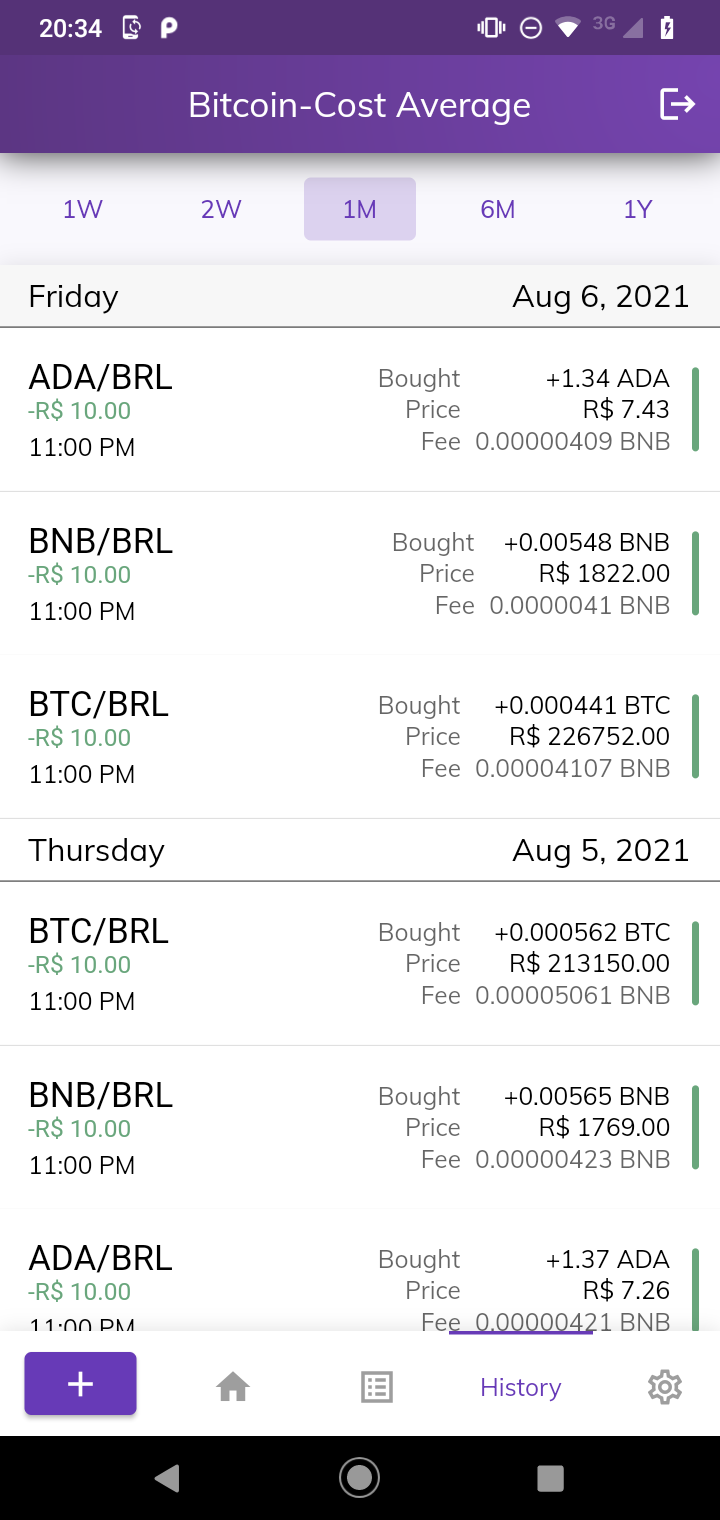 20:34 3G
Bitcoin-Cost Average
1W 2W 1M 6M 1Y
Friday Aug 6, 2021
ADA/BRL
-R$ 10.00
11:00 PM
Bought +1.34 ADA
Price R$ 7.43
Fee 0.00000409 BNB
BNB/BRL
-R$ 10.00
11:00 PM
Bought +0.00548 BNB
Price R$ 1822.00
Fee 0.0000041 BNB
BTC/BRL
-R$ 10.00
11:00 PM
Bought +0.000441 BTC
Price R$ 226752.00
Fee 0.00004107 BNB
Thursday Aug 5, 2021
BTC/BRL
-R$ 10.00
11:00 PM
Bought +0.000562 BTC
Price R$ 213150.00
Fee 0.00005061 BNB
BNB/BRL
-R$ 10.00
11:00 PM
Bought +0.00565 BNB
Price R$ 1769.00
Fee 0.00000423 BNB
ADA/BRL
-R$ 10.00
11:00 PM
Bought +1.37 ADA
Price R$ 7.26
Fee 0.00000421 BNB
History